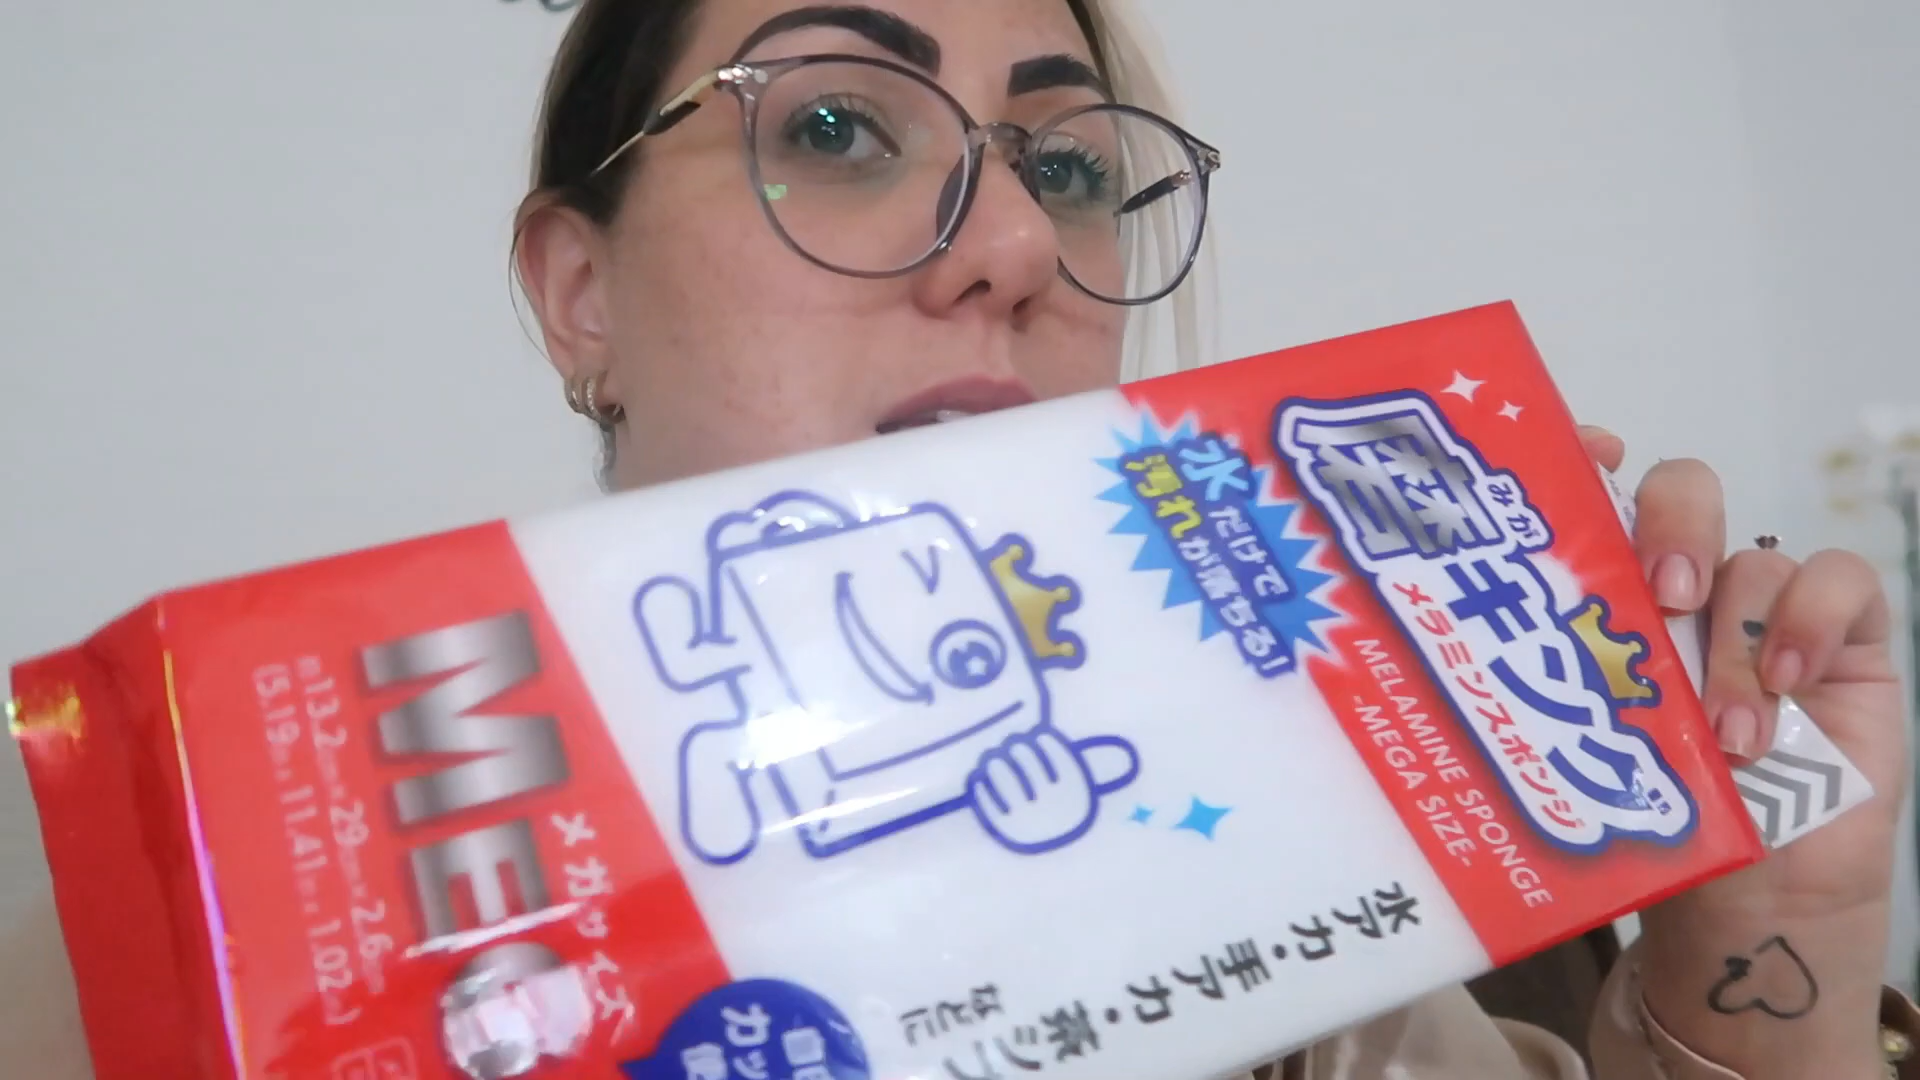 みが
磨キング
メラミンスポンジ
MELAMINE SPONGE
-MEGA SIZE-
水だけで
汚れが落ちる!
水アカ・手アカ・茶シブ
などに
メガサイズ
約13.2cm×29cm×2.6cm
(5.19in×11.41in×1.02in)